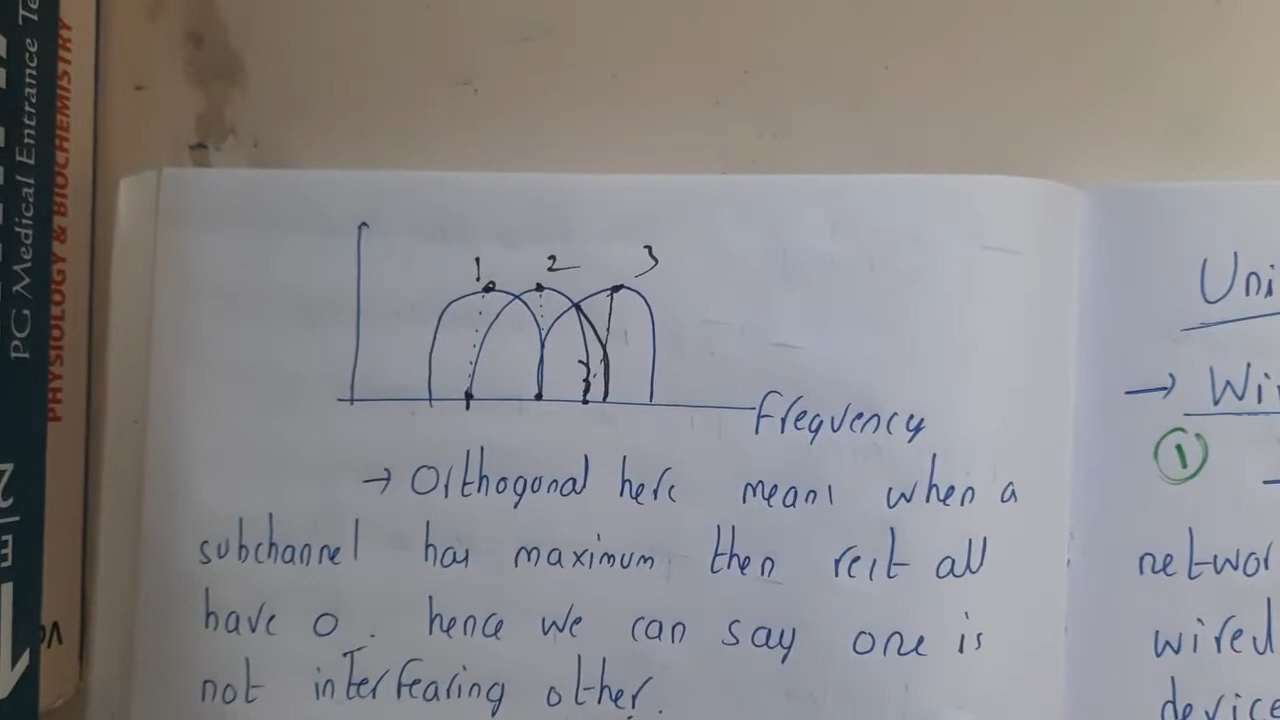 PG Medical Entrance Te
PHYSIOLOGY & BIOCHEMISTRY
1 2 3
Frequency
→ Orthogonal here means when a
subchannel has maximum then rest all
have 0. hence we can say one is
not interfearing other.
Uni
→ Wi
1
networ
wired
device